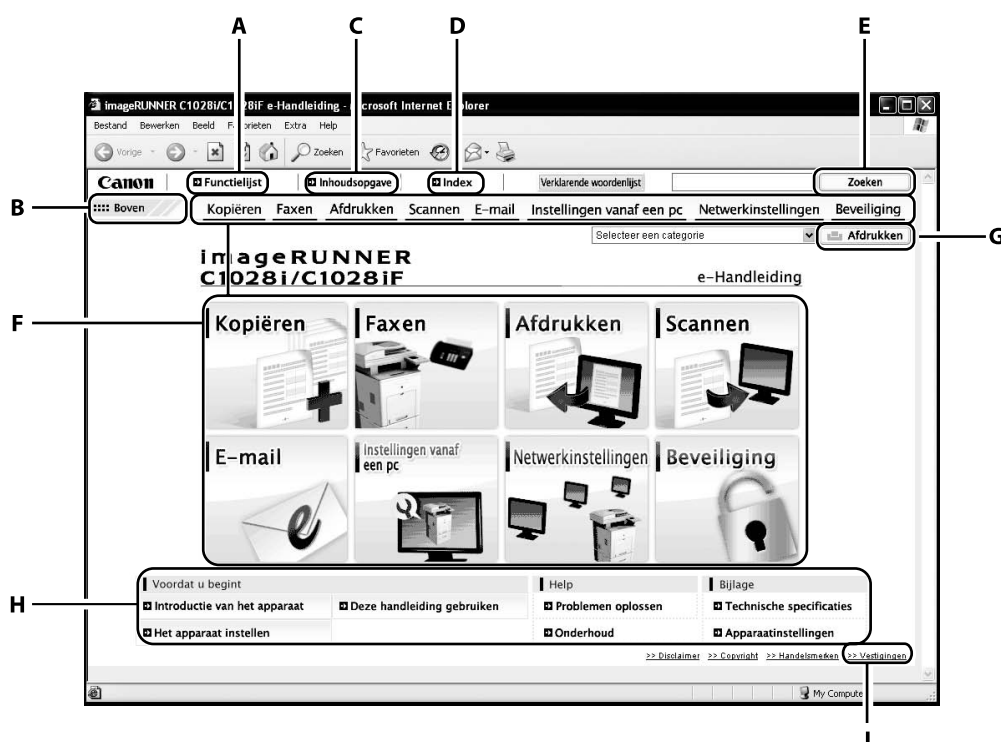 A C D E
imageRUNNER C1028i/C1028iF e-Handleiding - Microsoft Internet Explorer
Bestand Bewerken Beeld Favorieten Extra Help
Vorige Zoeken Favorieten
Canon Functielijst Inhoudsopgave Index Verklarende woordenlijst Zoeken
B Boven Kopiëren Faxen Afdrukken Scannen E-mail Instellingen vanaf een pc Netwerkinstellingen Beveiliging
Selecteer een categorie Afdrukken G
imageRUNNER
C1028i/C1028iF e-Handleiding
F Kopiëren Faxen Afdrukken Scannen
E-mail Instellingen vanaf een pc Netwerkinstellingen Beveiliging
Voordat u begint Help Bijlage
H Introductie van het apparaat Deze handleiding gebruiken Problemen oplossen Technische specificaties
Het apparaat instellen Onderhoud Apparaatinstellingen
>> Disclaimer >> Copyright >> Handelsmerken >> Vestigingen
My Computer
I